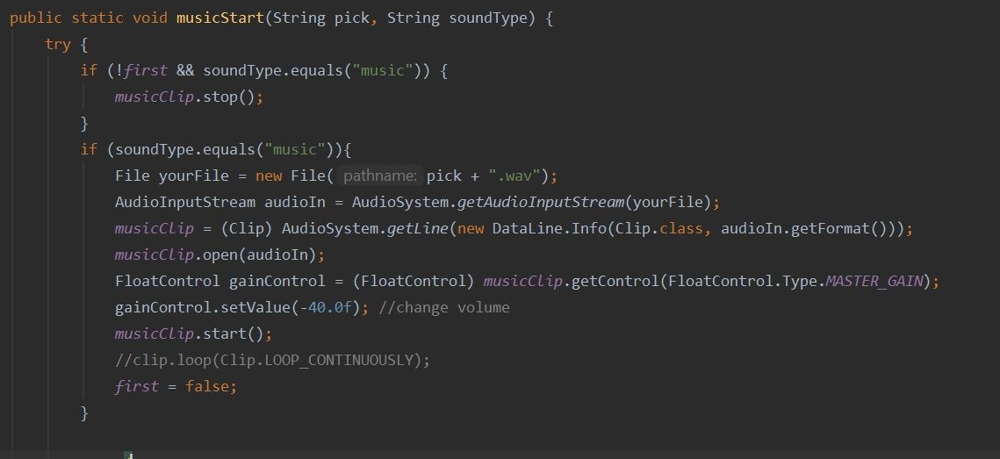 public static void musicStart(String pick, String soundType) {
try {
if (!first && soundType.equals("music")) {
musicClip.stop();
}
if (soundType.equals("music")){
File yourFile = new File( pathname: pick + ".wav");
AudioInputStream audioIn = AudioSystem.getAudioInputStream(yourFile);
musicClip = (Clip) AudioSystem.getLine(new DataLine.Info(Clip.class, audioIn.getFormat()));
musicClip.open(audioIn);
FloatControl gainControl = (FloatControl) musicClip.getControl(FloatControl.Type.MASTER_GAIN);
gainControl.setValue(-40.0f); //change volume
musicClip.start();
//clip.loop(Clip.LOOP_CONTINUOUSLY);
first = false;
}